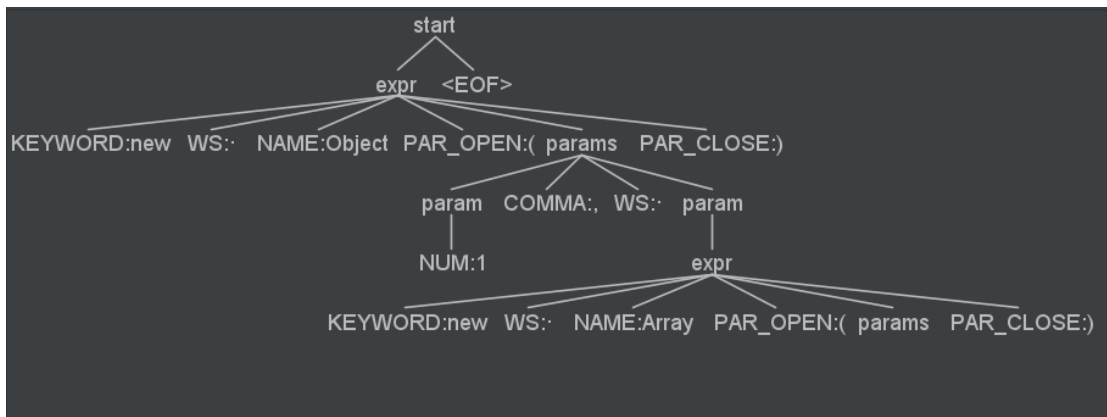 start
expr <EOF>
KEYWORD:new WS:· NAME:Object PAR_OPEN:( params PAR_CLOSE:)
param COMMA:, WS:· param
NUM:1 expr
KEYWORD:new WS:· NAME:Array PAR_OPEN:( params PAR_CLOSE:)